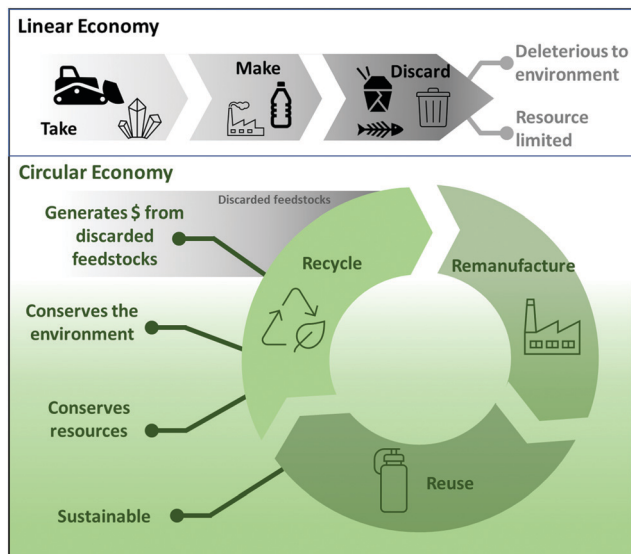 Linear Economy
Take
Make
Discard
Deleterious to
environment
Resource
limited
Circular Economy
Discarded feedstocks
Generates $ from
discarded
feedstocks
Recycle
Remanufacture
Conserves the
environment
Conserves
resources
Reuse
Sustainable